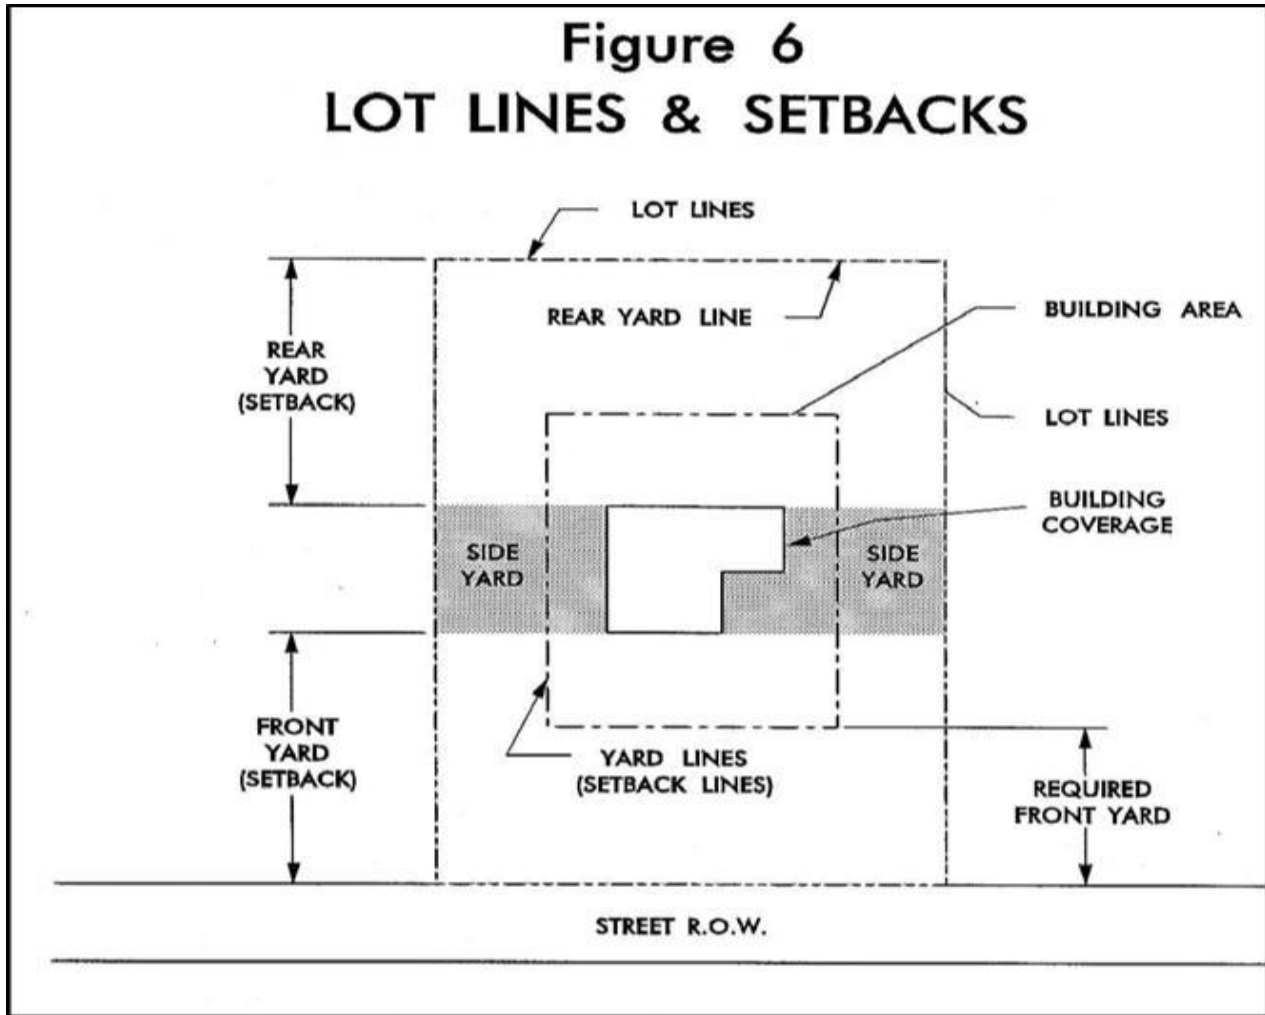 Figure 6
LOT LINES & SETBACKS
LOT LINES
REAR YARD LINE
BUILDING AREA
REAR
YARD
(SETBACK)
LOT LINES
BUILDING
COVERAGE
SIDE
YARD
SIDE
YARD
FRONT
YARD
(SETBACK)
YARD LINES
(SETBACK LINES)
REQUIRED
FRONT YARD
STREET R.O.W.